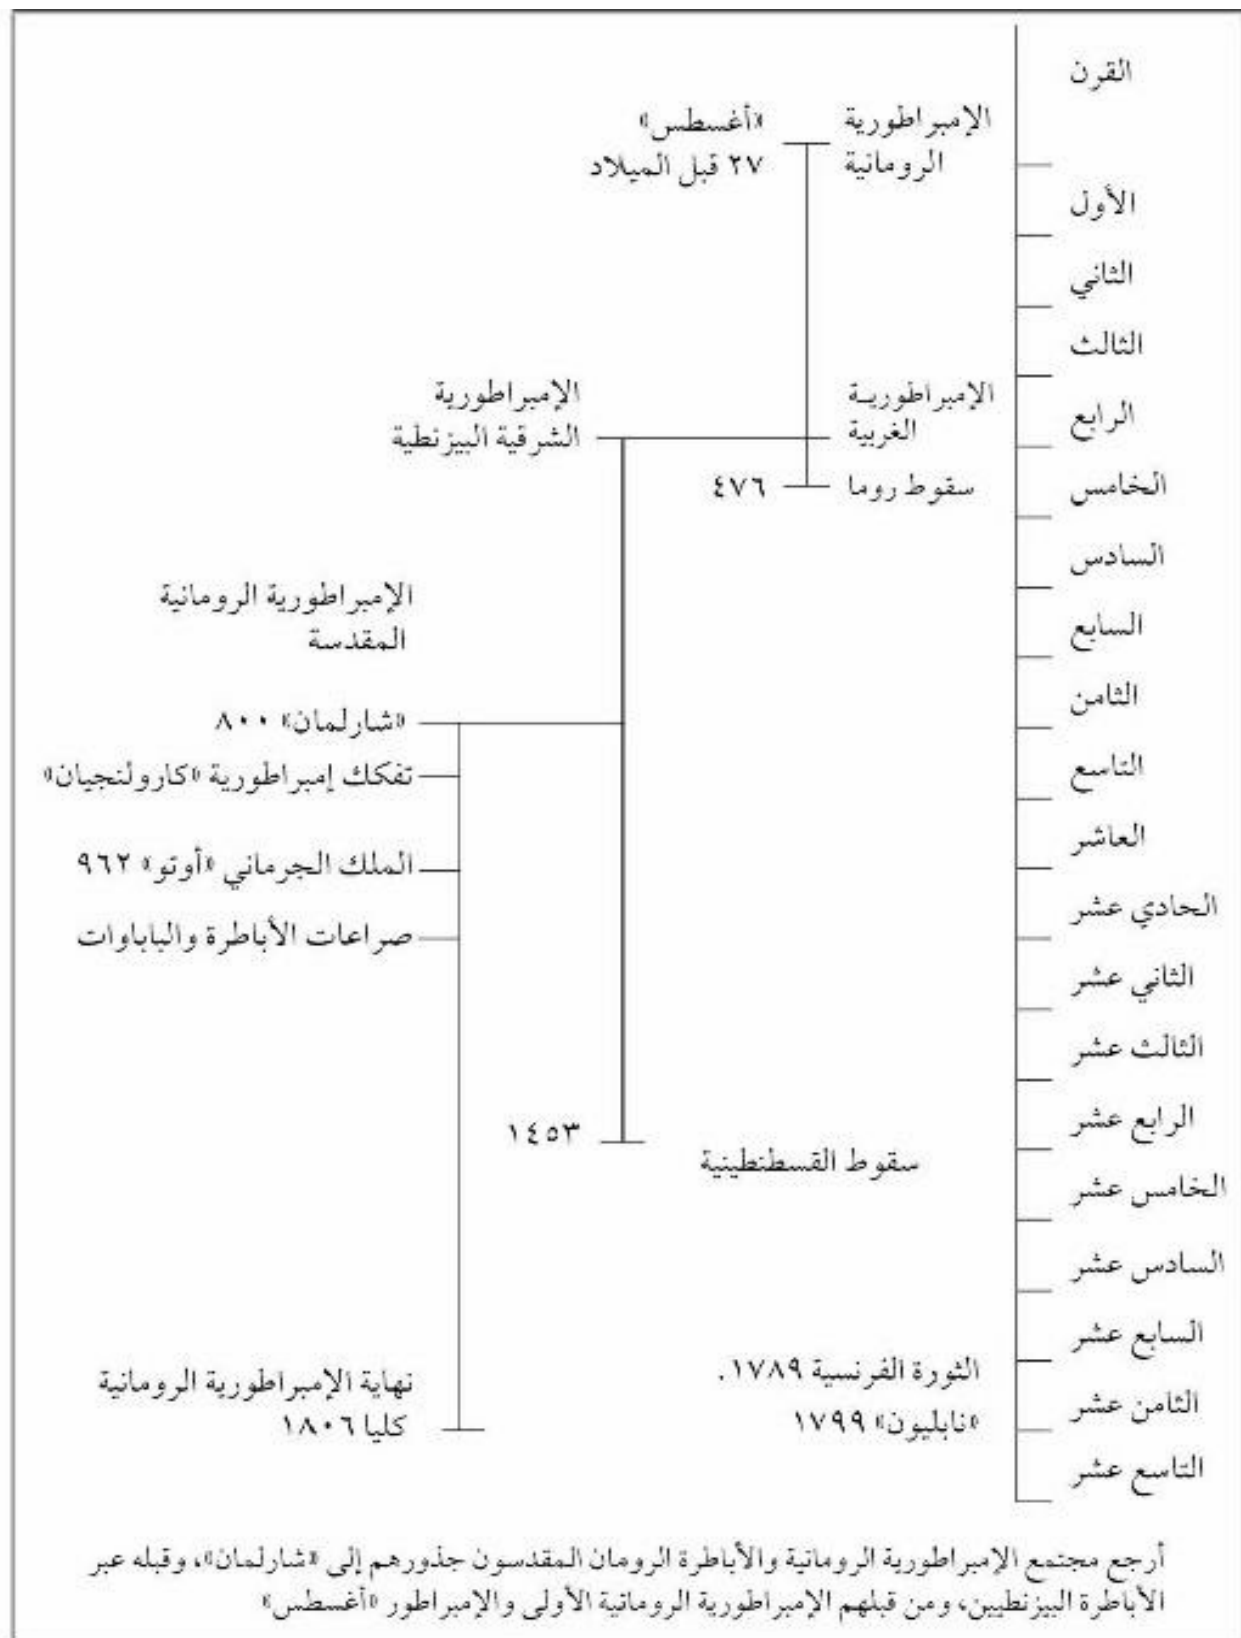 القرن
الأول
الثاني
الثالث
الرابع
الخامس
السادس
السابع
الثامن
التاسع
العاشر
الحادي عشر
الثاني عشر
الثالث عشر
الرابع عشر
الخامس عشر
السادس عشر
السابع عشر
الثامن عشر
التاسع عشر
الإمبراطورية
الرومانية
«أغسطس»
٢٧ قبل الميلاد
الإمبراطورية
الغربية
الإمبراطورية
الشرقية البيزنطية
سقوط روما
٤٧٦
الإمبراطورية الرومانية
المقدسة
«شارلمان» ٨٠٠
تفكك إمبراطورية «كارولنجيان»
الملك الجرماني «أوتو» ٩٦٢
صراعات الأباطرة والباباوات
١٤٥٣
سقوط القسطنطينية
الثورة الفرنسية ١٧٨٩.
«نابليون» ١٧٩٩
نهاية الإمبراطورية الرومانية
كليا ١٨٠٦
أرجع مجتمع الإمبراطورية الرومانية والأباطرة الرومان المقدسون جذورهم إلى «شارلمان»، وقبله عبر
الأباطرة البيزنطيين، ومن قبلهم الإمبراطورية الرومانية الأولى والإمبراطور «أغسطس»